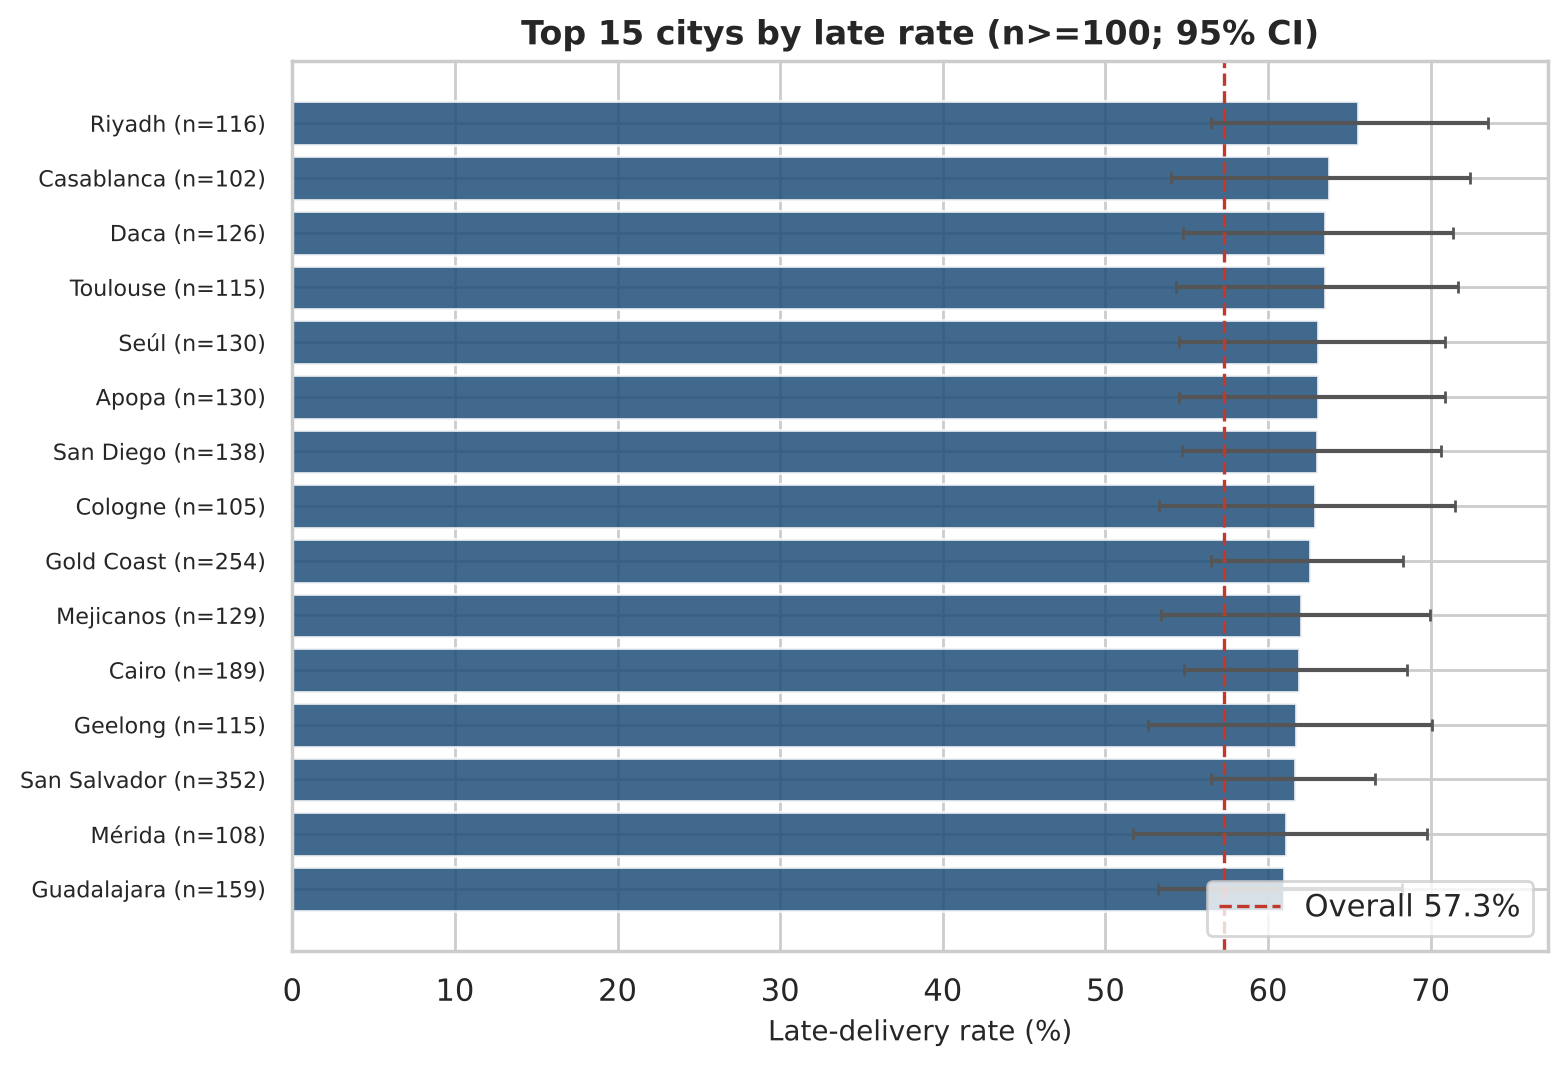 Top 15 citys by late rate (n>=100; 95% CI)
Riyadh (n=116)
Casablanca (n=102)
Daca (n=126)
Toulouse (n=115)
Seúl (n=130)
Apopa (n=130)
San Diego (n=138)
Cologne (n=105)
Gold Coast (n=254)
Mejicanos (n=129)
Cairo (n=189)
Geelong (n=115)
San Salvador (n=352)
Mérida (n=108)
Guadalajara (n=159)
Overall 57.3%
0 10 20 30 40 50 60 70
Late-delivery rate (%)